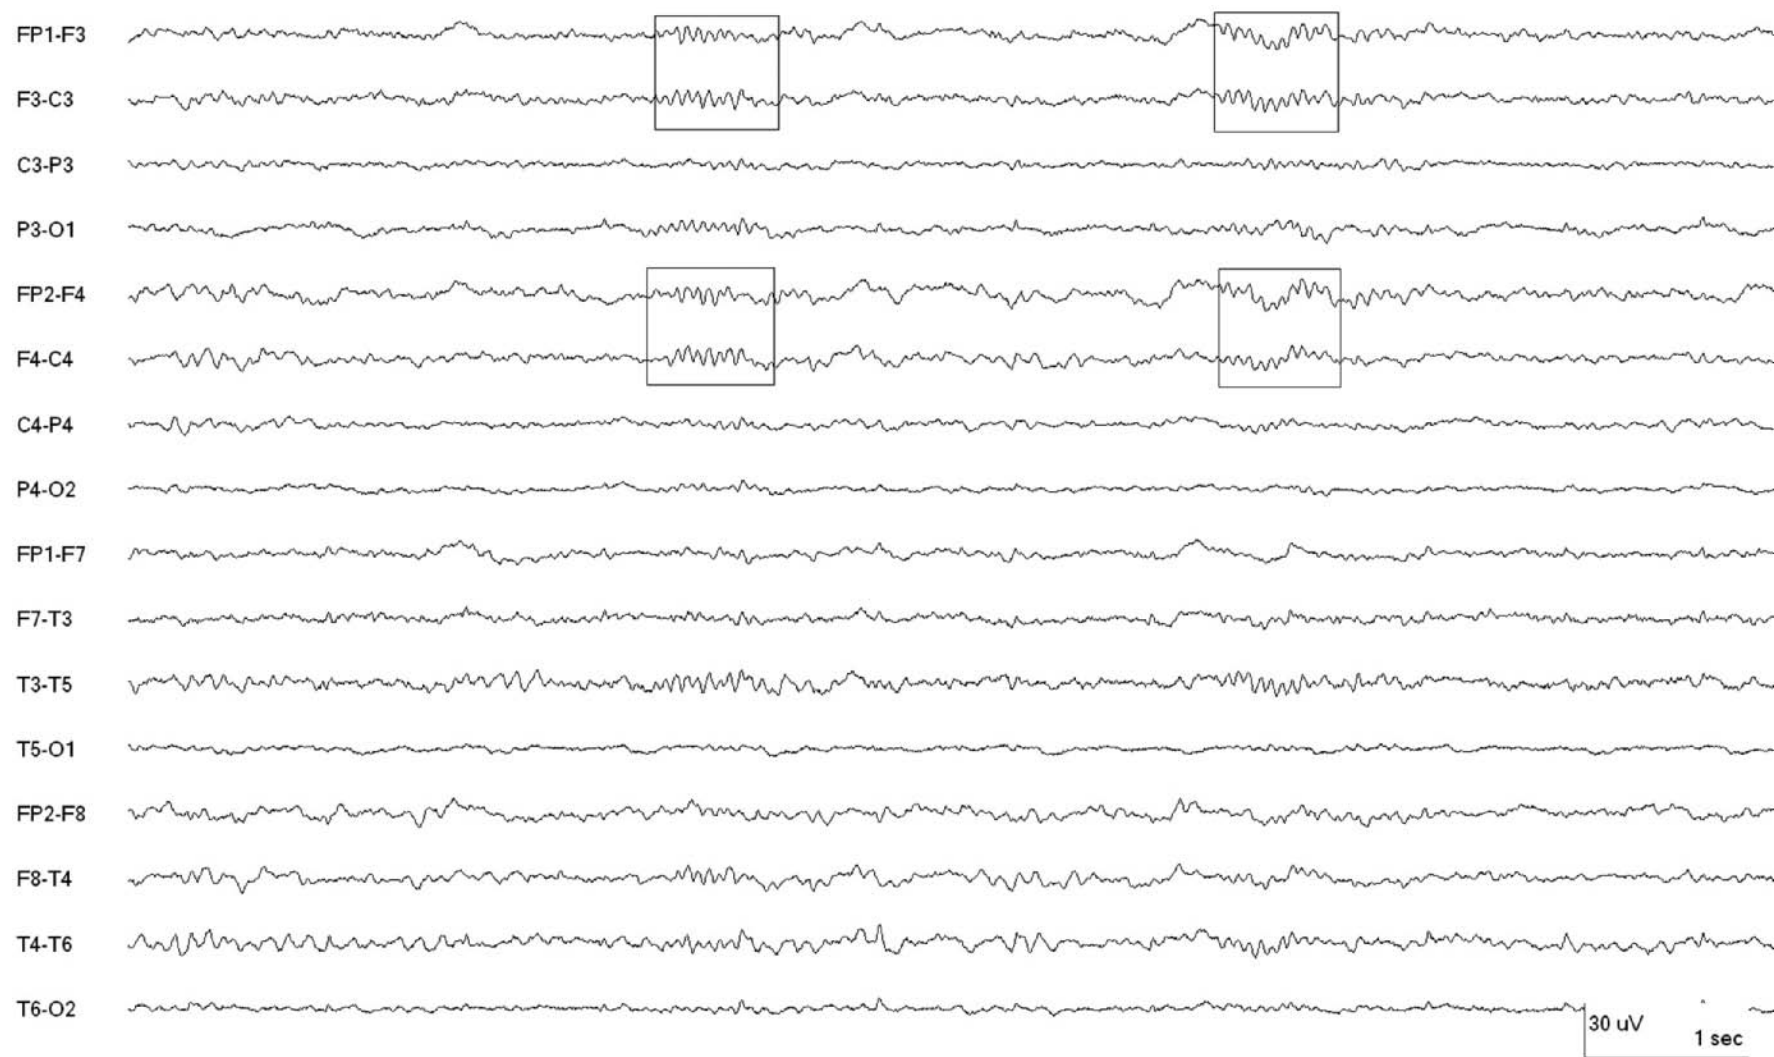 FP1-F3
F3-C3
C3-P3
P3-O1
FP2-F4
F4-C4
C4-P4
P4-O2
FP1-F7
F7-T3
T3-T5
T5-O1
FP2-F8
F8-T4
T4-T6
T6-O2
30 uV
1 sec